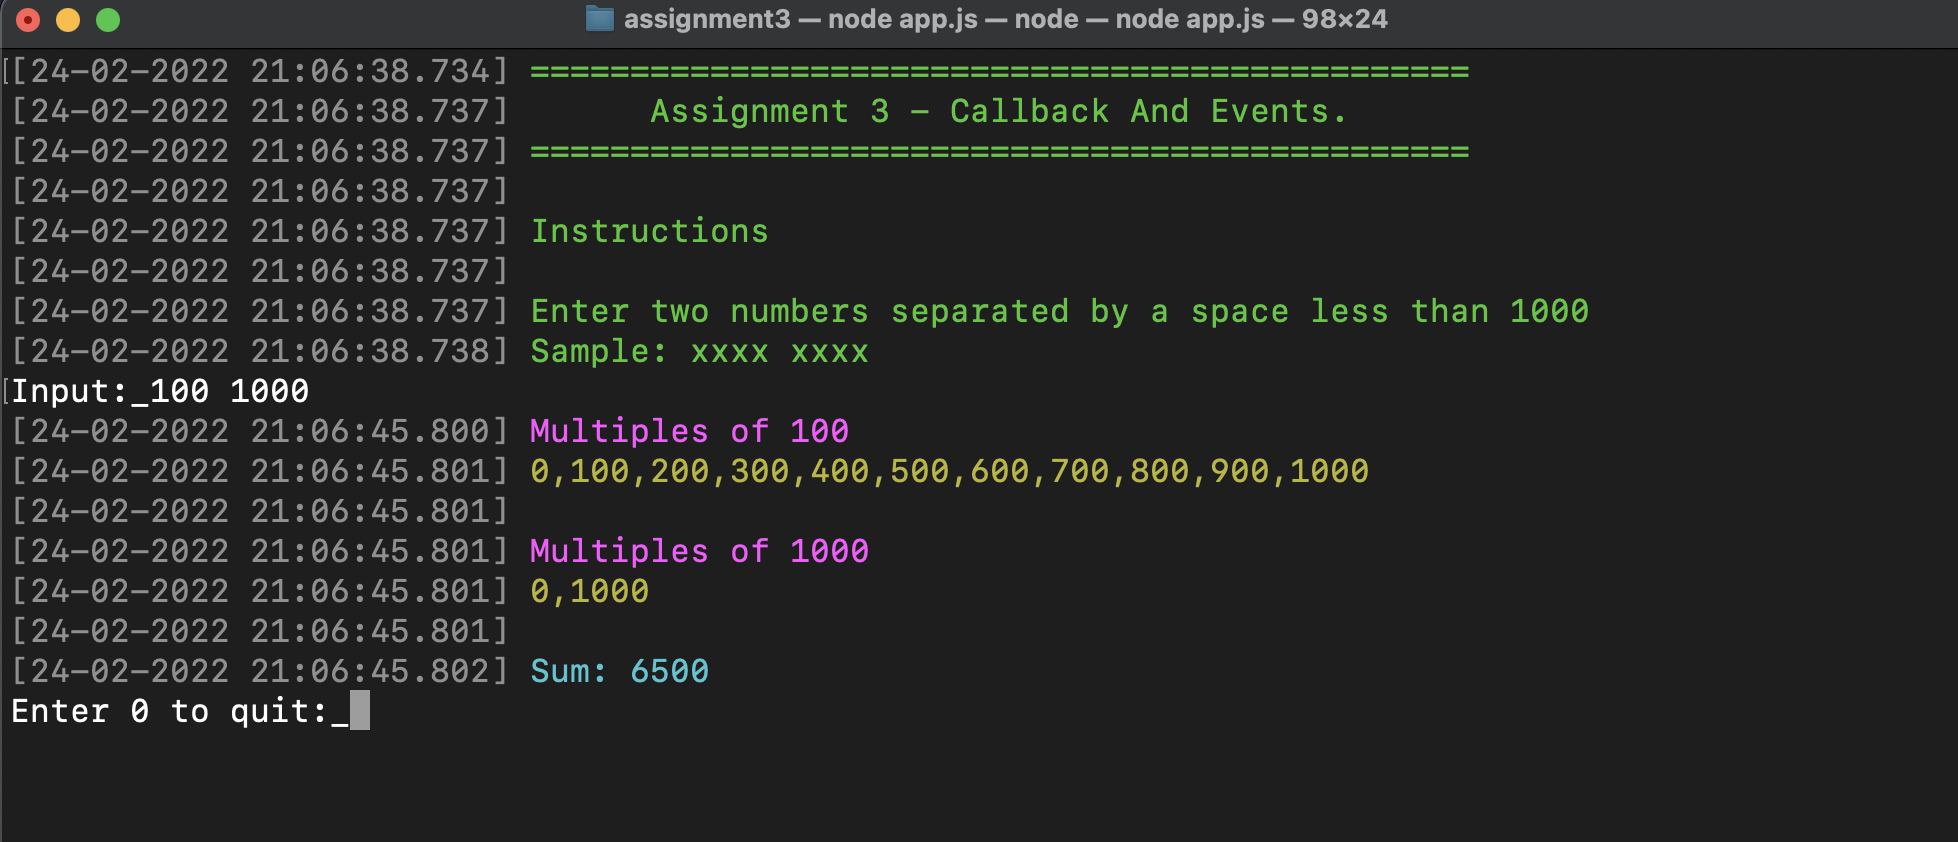 assignment3 — node app.js — node — node app.js — 98×24
[24-02-2022 21:06:38.734] ===============================================
[24-02-2022 21:06:38.737]       Assignment 3 - Callback And Events.
[24-02-2022 21:06:38.737] ===============================================
[24-02-2022 21:06:38.737]
[24-02-2022 21:06:38.737] Instructions
[24-02-2022 21:06:38.737]
[24-02-2022 21:06:38.737] Enter two numbers separated by a space less than 1000
[24-02-2022 21:06:38.738] Sample: xxxx xxxx
Input:_100 1000
[24-02-2022 21:06:45.800] Multiples of 100
[24-02-2022 21:06:45.801] 0,100,200,300,400,500,600,700,800,900,1000
[24-02-2022 21:06:45.801]
[24-02-2022 21:06:45.801] Multiples of 1000
[24-02-2022 21:06:45.801] 0,1000
[24-02-2022 21:06:45.801]
[24-02-2022 21:06:45.802] Sum: 6500
Enter 0 to quit:_